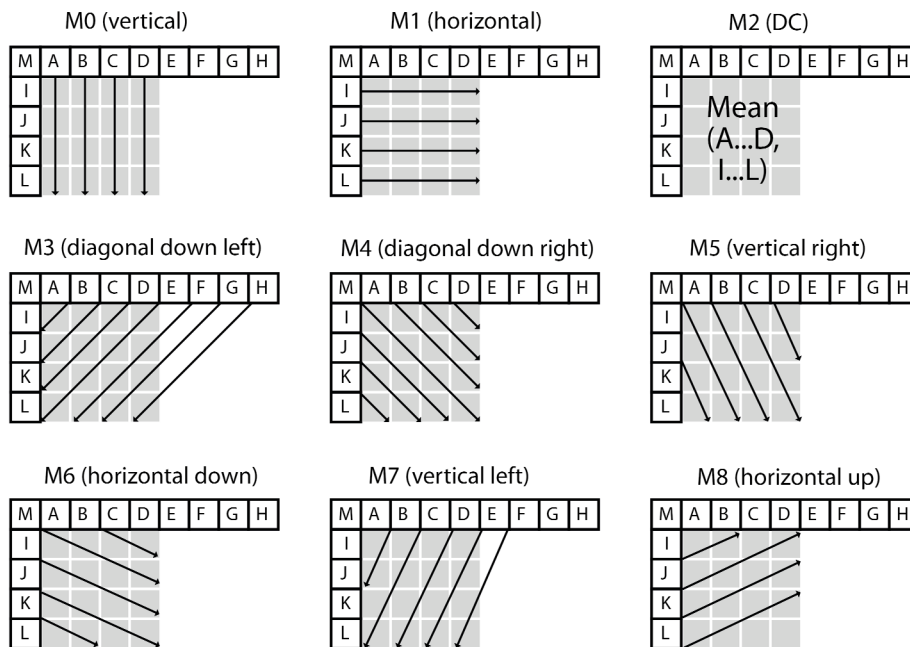 M0 (vertical) M1 (horizontal) M2 (DC)
M A B C D E F G H M A B C D E F G H M A B C D E F G H
I I I
J J J
K K K
L L L
Mean
(A...D,
I...L)
M3 (diagonal down left) M4 (diagonal down right) M5 (vertical right)
M A B C D E F G H M A B C D E F G H M A B C D E F G H
I I I
J J J
K K K
L L L
M6 (horizontal down) M7 (vertical left) M8 (horizontal up)
M A B C D E F G H M A B C D E F G H M A B C D E F G H
I I I
J J J
K K K
L L L